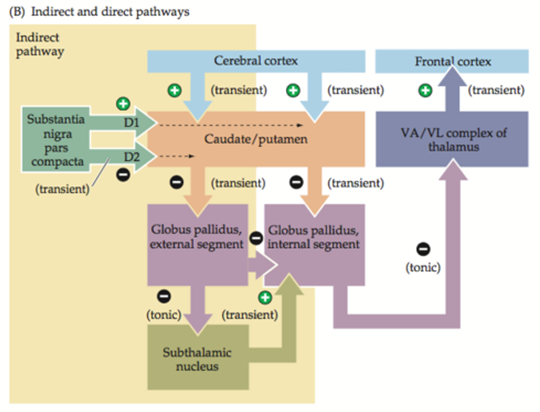 (B) Indirect and direct pathways
Indirect
pathway
Cerebral cortex
Frontal cortex
+
+ (transient)
+ (transient)
+ (transient)
Substantia
nigra
pars
compacta
D1
D2
Caudate/putamen
VA/VL complex of
thalamus
(transient)
−
− (transient)
− (transient)
Globus pallidus,
external segment
−
Globus pallidus,
internal segment
−
(tonic)
−
(tonic)
+
(transient)
Subthalamic
nucleus